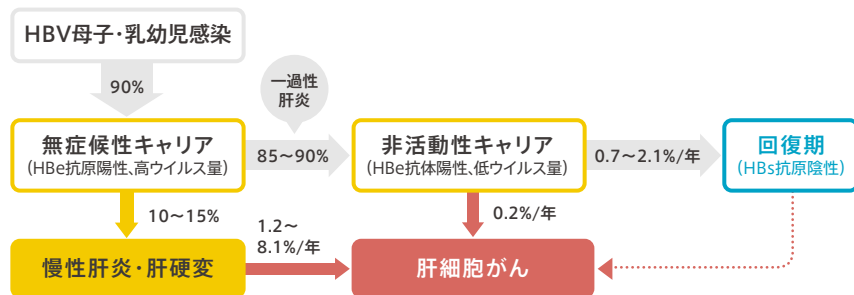 HBV母子・乳幼児感染
90%
一過性
肝炎
無症候性キャリア
(HBe抗原陽性、高ウイルス量)
85〜90%
非活動性キャリア
(HBe抗体陽性、低ウイルス量)
0.7〜2.1%/年
回復期
(HBs抗原陰性)
10〜15%
1.2〜
8.1%/年
0.2%/年
慢性肝炎・肝硬変
肝細胞がん